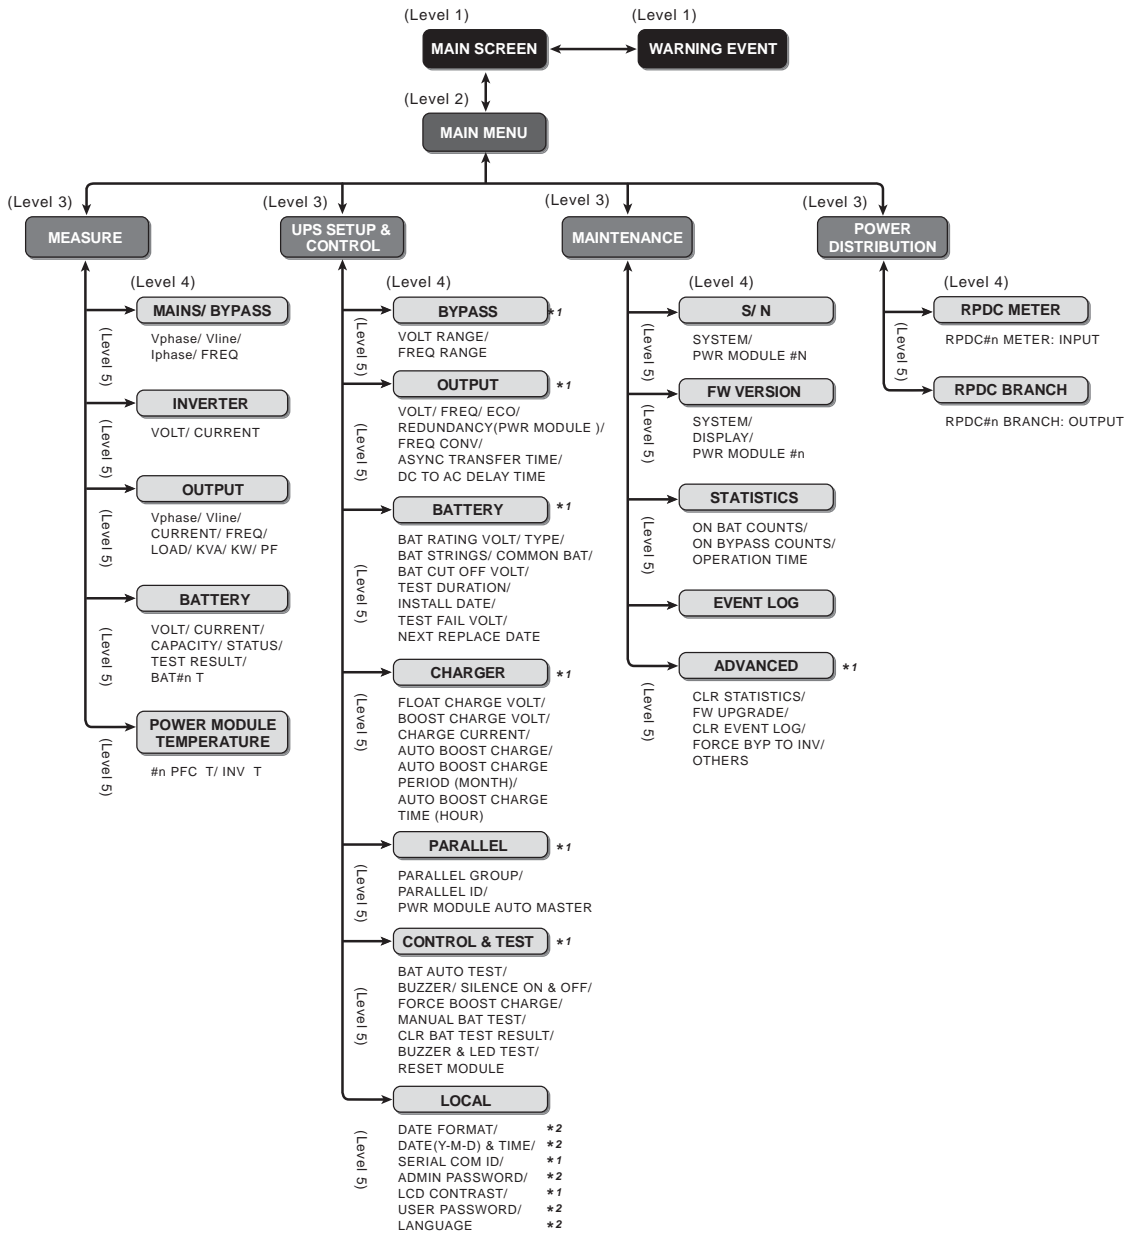 (Level 1)
(Level 1)
MAIN SCREEN
WARNING EVENT
(Level 2)
MAIN MENU
(Level 3)
MEASURE
(Level 4)
MAINS/ BYPASS
(Level 5)
Vphase/ Vline/
Iphase/ FREQ
INVERTER
(Level 5)
VOLT/ CURRENT
OUTPUT
(Level 5)
Vphase/ Vline/
CURRENT/ FREQ/
LOAD/ KVA/ KW/ PF
BATTERY
(Level 5)
VOLT/ CURRENT/
CAPACITY/ STATUS/
TEST RESULT/
BAT#n T
POWER MODULE
TEMPERATURE
(Level 5)
#n PFC T/ INV T
(Level 3)
UPS SETUP &
CONTROL
(Level 4)
BYPASS *1
(Level 5)
VOLT RANGE/
FREQ RANGE
OUTPUT *1
(Level 5)
VOLT/ FREQ/ ECO/
REDUNDANCY(PWR MODULE )/
FREQ CONV/
ASYNC TRANSFER TIME/
DC TO AC DELAY TIME
BATTERY *1
(Level 5)
BAT RATING VOLT/ TYPE/
BAT STRINGS/ COMMON BAT/
BAT CUT OFF VOLT/
TEST DURATION/
INSTALL DATE/
TEST FAIL VOLT/
NEXT REPLACE DATE
CHARGER *1
(Level 5)
FLOAT CHARGE VOLT/
BOOST CHARGE VOLT/
CHARGE CURRENT/
AUTO BOOST CHARGE/
AUTO BOOST CHARGE
PERIOD (MONTH)/
AUTO BOOST CHARGE
TIME (HOUR)
PARALLEL *1
(Level 5)
PARALLEL GROUP/
PARALLEL ID/
PWR MODULE AUTO MASTER
CONTROL & TEST *1
(Level 5)
BAT AUTO TEST/
BUZZER/ SILENCE ON & OFF/
FORCE BOOST CHARGE/
MANUAL BAT TEST/
CLR BAT TEST RESULT/
BUZZER & LED TEST/
RESET MODULE
LOCAL
(Level 5)
DATE FORMAT/ *2
DATE(Y-M-D) & TIME/ *2
SERIAL COM ID/ *1
ADMIN PASSWORD/ *2
LCD CONTRAST/ *1
USER PASSWORD/ *2
LANGUAGE *2
(Level 3)
MAINTENANCE
(Level 4)
S/ N
(Level 5)
SYSTEM/
PWR MODULE #N
FW VERSION
(Level 5)
SYSTEM/
DISPLAY/
PWR MODULE #n
STATISTICS
(Level 5)
ON BAT COUNTS/
ON BYPASS COUNTS/
OPERATION TIME
EVENT LOG
ADVANCED *1
(Level 5)
CLR STATISTICS/
FW UPGRADE/
CLR EVENT LOG/
FORCE BYP TO INV/
OTHERS
(Level 3)
POWER
DISTRIBUTION
(Level 4)
RPDC METER
(Level 5)
RPDC#n METER: INPUT
RPDC BRANCH
RPDC#n BRANCH: OUTPUT